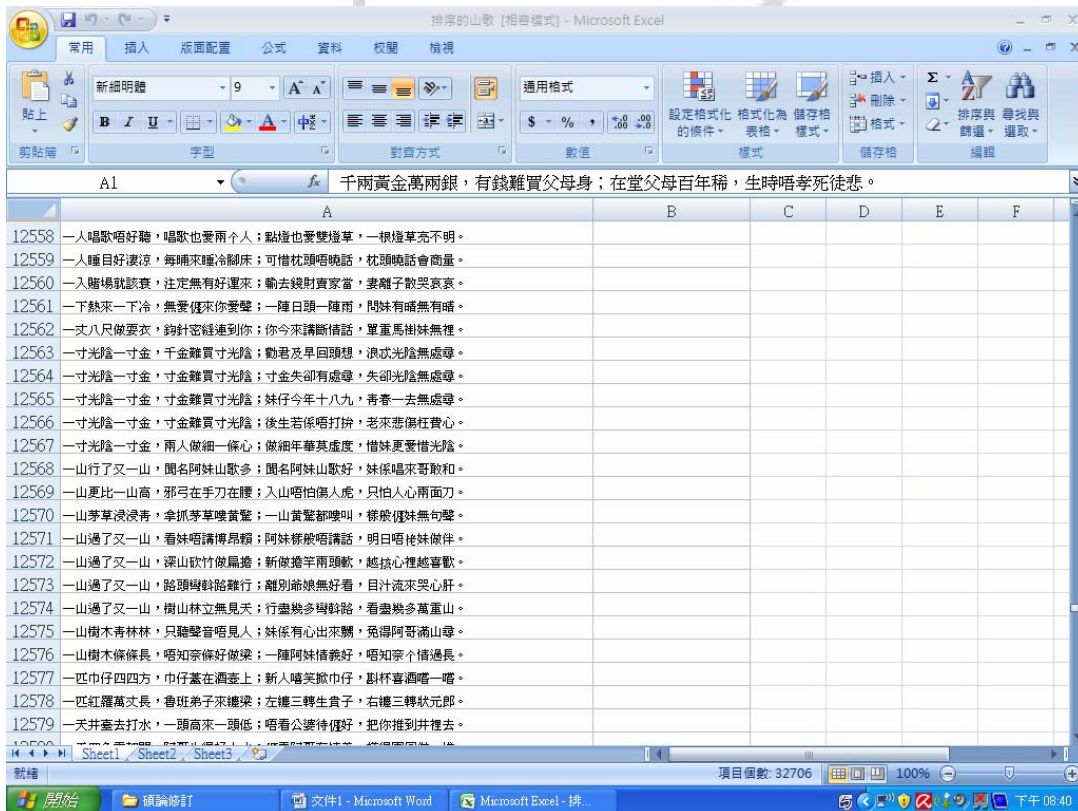 排序的山歌 [相容模式] - Microsoft Excel
常用 插入 版面配置 公式 資料 校閱 檢視
貼上 新細明體 9 A A 通用格式 設定格式化的條件 格式化為表格 儲存格樣式 插入 刪除 格式 排序與篩選 尋找與選取
B I U A 中 $ % ,
剪貼簿 字型 對齊方式 數值 樣式 儲存格 編輯
A1 fx 千兩黃金萬兩銀，有錢難買父母身；在堂父母百年稀，生時唔孝死徒悲。
A B C D E F
12558 一人唱歌唔好聽，唱歌也愛兩个人；點燈也愛雙燈草，一根燈草亮不明。
12559 一人睡目好凄涼，每晡來睡冷腳床；可惜枕頭唔曉話，枕頭曉話會商量。
12560 一入賭場就該衰，注定無有好運來；輸去錢財賣家當，妻離子散哭哀哀。
12561 一下熱來一下冷，無愛𠊎來你愛聲；一陣日頭一陣雨，問妹有晴無有晴。
12562 一丈八尺做耍衣，鉤針密縫連到你；你今來講斷情話，單重馬褂妹無裡。
12563 一寸光陰一寸金，千金難買寸光陰；勸君及早回頭想，浪忒光陰無處尋。
12564 一寸光陰一寸金，寸金難買寸光陰；寸金失卻有處尋，失卻光陰無處尋。
12565 一寸光陰一寸金，寸金難買寸光陰；妹仔今年十八九，青春一去無處尋。
12566 一寸光陰一寸金，寸金難買寸光陰；後生若係唔打拚，老來悲傷枉費心。
12567 一寸光陰一寸金，兩人做細一條心；做細年華莫虛度，惜妹更愛惜光陰。
12568 一山行了又一山，聞名阿妹山歌多；聞名阿妹山歌好，妹係唱來哥敢和。
12569 一山更比一山高，邪弓在手刀在腰；入山唔怕傷人虎，只怕人心兩面刀。
12570 一山茅草浸浸青，拿抓茅草嘍黃鶯；一山黃鶯都嘍叫，樣般𠊎妹無句聲。
12571 一山過了又一山，看妹唔講博昂賴；阿妹樣般唔講話，明日唔㧯妹做伴。
12572 一山過了又一山，深山砍竹做扁擔；新做擔竿兩頭軟，越㧡心裡越喜歡。
12573 一山過了又一山，路頭彎斡路難行；離別爺娘無好看，目汁流來哭心肝。
12574 一山過了又一山，樹山林立無見天；行盡幾多彎斡路，看盡幾多萬重山。
12575 一山樹木青林林，只聽聲音唔見人；妹係有心出來嬲，免得阿哥滿山尋。
12576 一山樹木條條長，唔知奈條好做梁；一陣阿妹情義好，唔知奈个情過長。
12577 一匹巾仔四四方，巾仔蓋在酒壺上；新人嘻笑掀巾仔，斟杯喜酒嚐一嚐。
12578 一匹紅羅萬丈長，魯班弟子來纏梁；左纏三轉生貴子，右纏三轉狀元郎。
12579 一天井臺去打水，一頭高來一頭低；唔看公婆待𠊎好，把你推到井裡去。
Sheet1 Sheet2 Sheet3
就緒 項目個數: 32706 100%
開始 碩論修訂 文件1 - Microsoft Word Microsoft Excel - 排... 下午 08:40